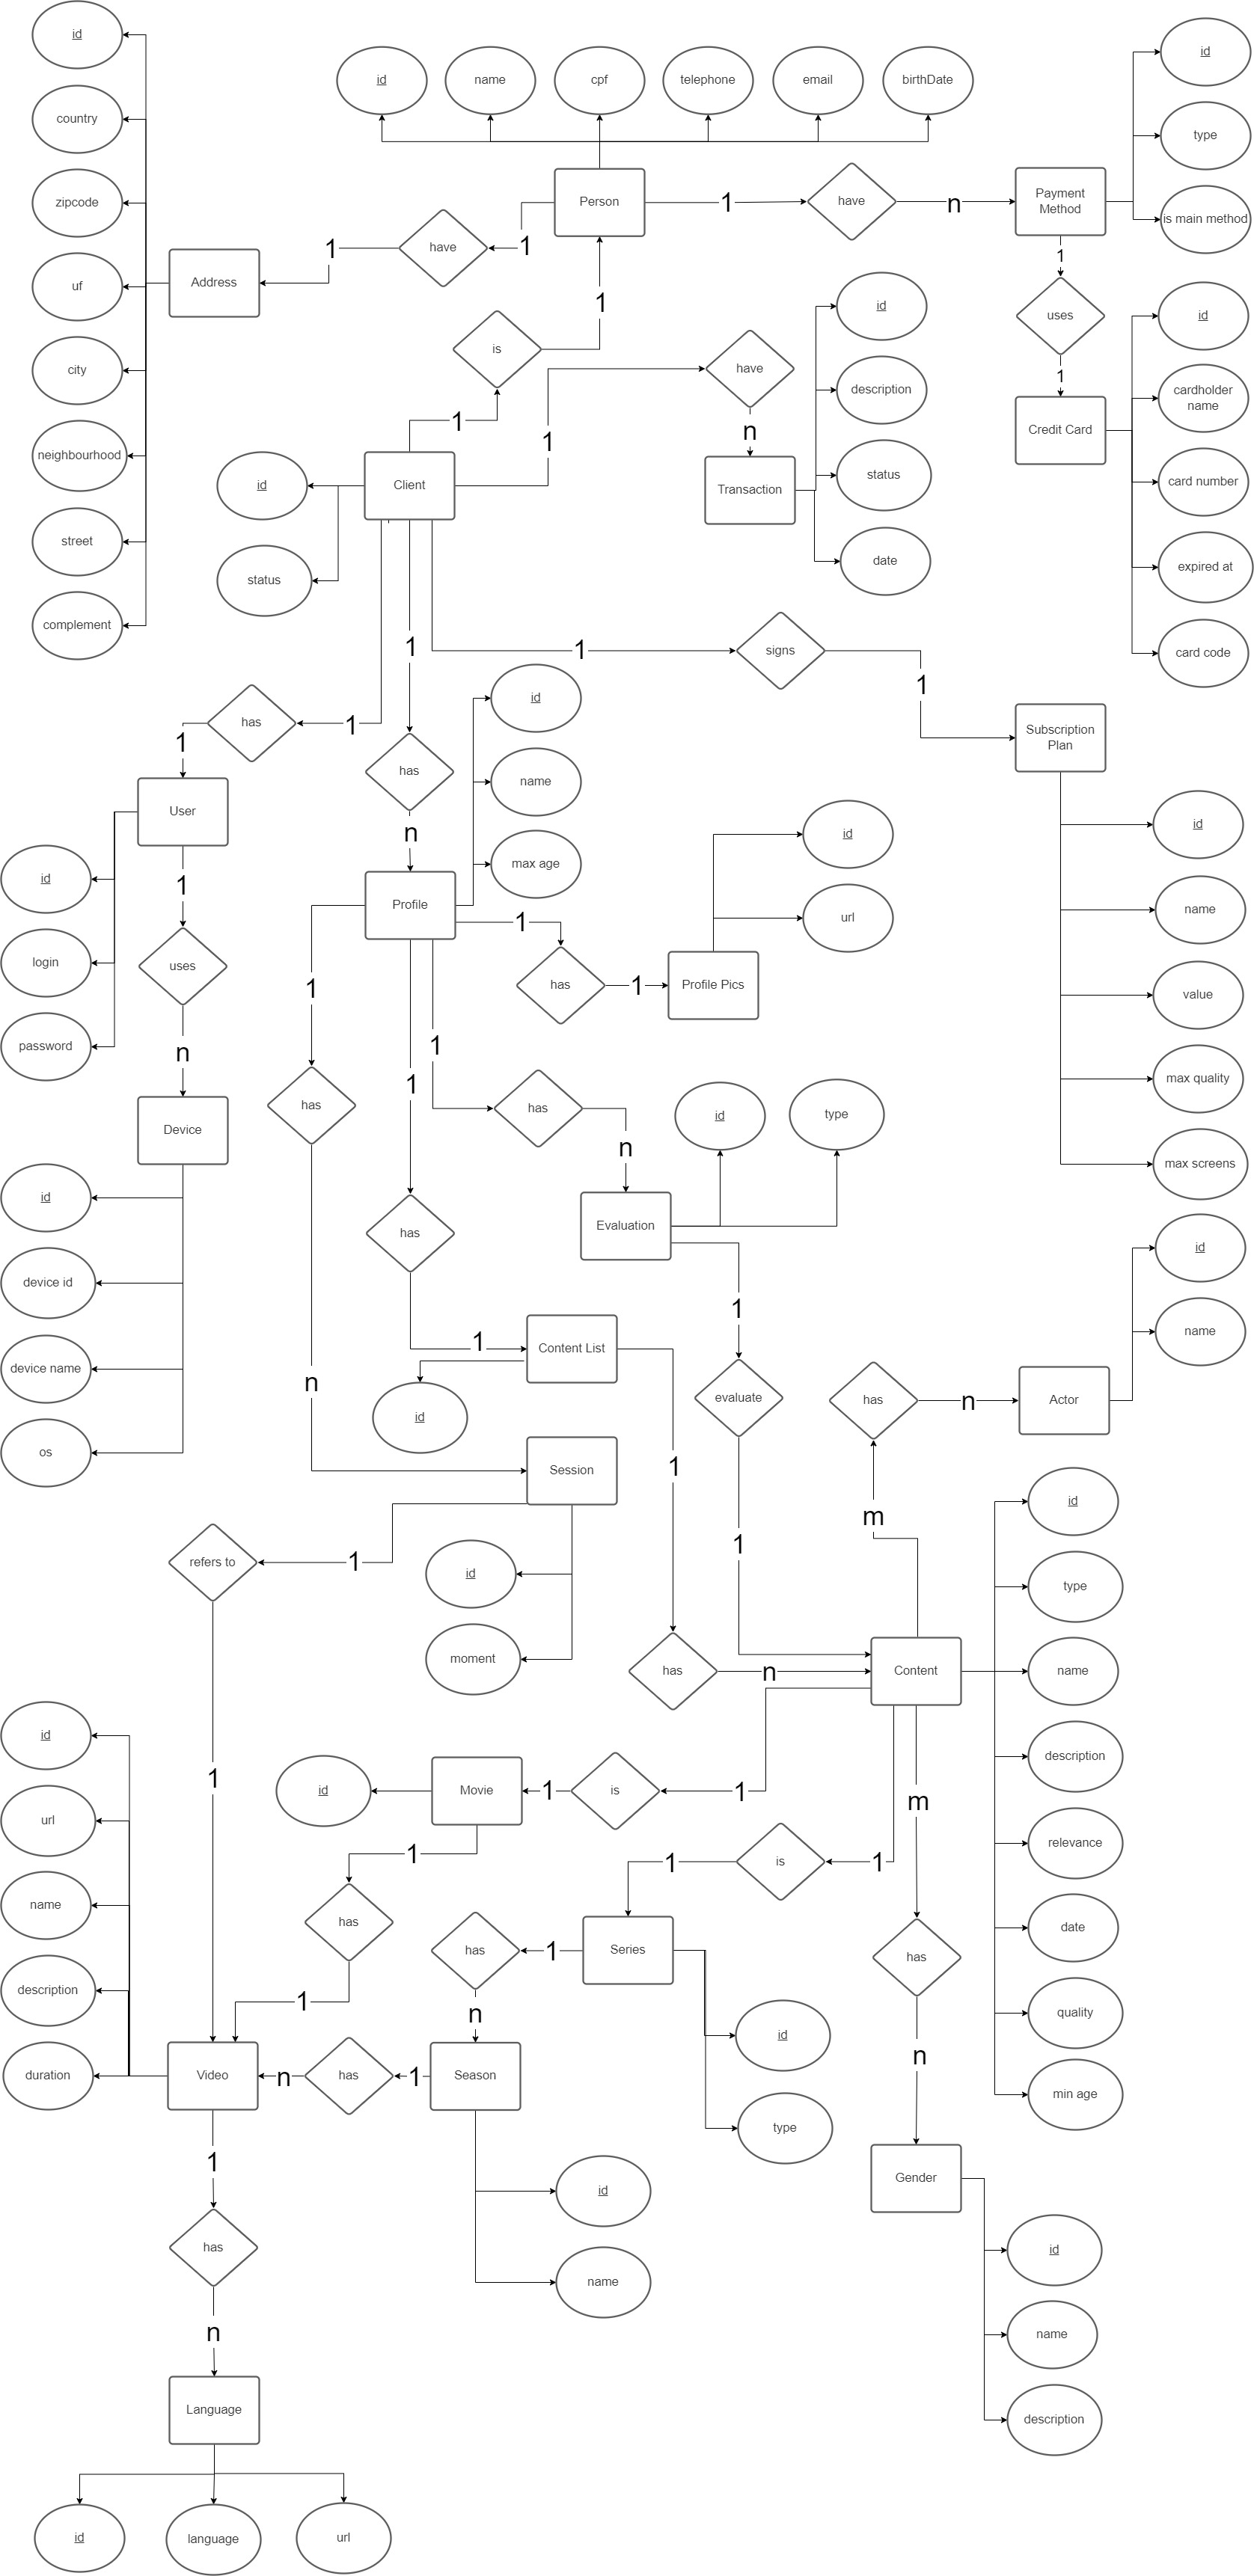 id
id
id
name
cpf
telephone
email
birthDate
country
type
zipcode
Person
1
have
n
Payment
Method
is main method
have
1
1
Address
1
uf
1
id
uses
id
is
have
city
1
description
cardholder
name
1
n
Credit Card
neighbourhood
1
id
Client
Transaction
status
card number
street
date
expired at
status
complement
1
1
signs
card code
1
id
1
has
1
Subscription
Plan
has
name
User
n
id
id
max age
id
Profile
1
url
name
login
uses
1
has
1
Profile Pics
value
password
n
1
1
1
max quality
has
has
id
type
Device
n
max screens
id
Evaluation
has
id
device id
1
name
1
Content List
device name
n
id
evaluate
has
n
Actor
os
Session
1
id
m
refers to
1
id
1
type
moment
has
n
Content
name
id
description
1
id
Movie
1
is
1
m
url
relevance
1
1
is
1
name
has
date
has
1
Series
has
description
1
n
id
quality
duration
Video
n
has
1
Season
n
min age
type
1
Gender
id
has
id
name
n
name
Language
description
id
language
url